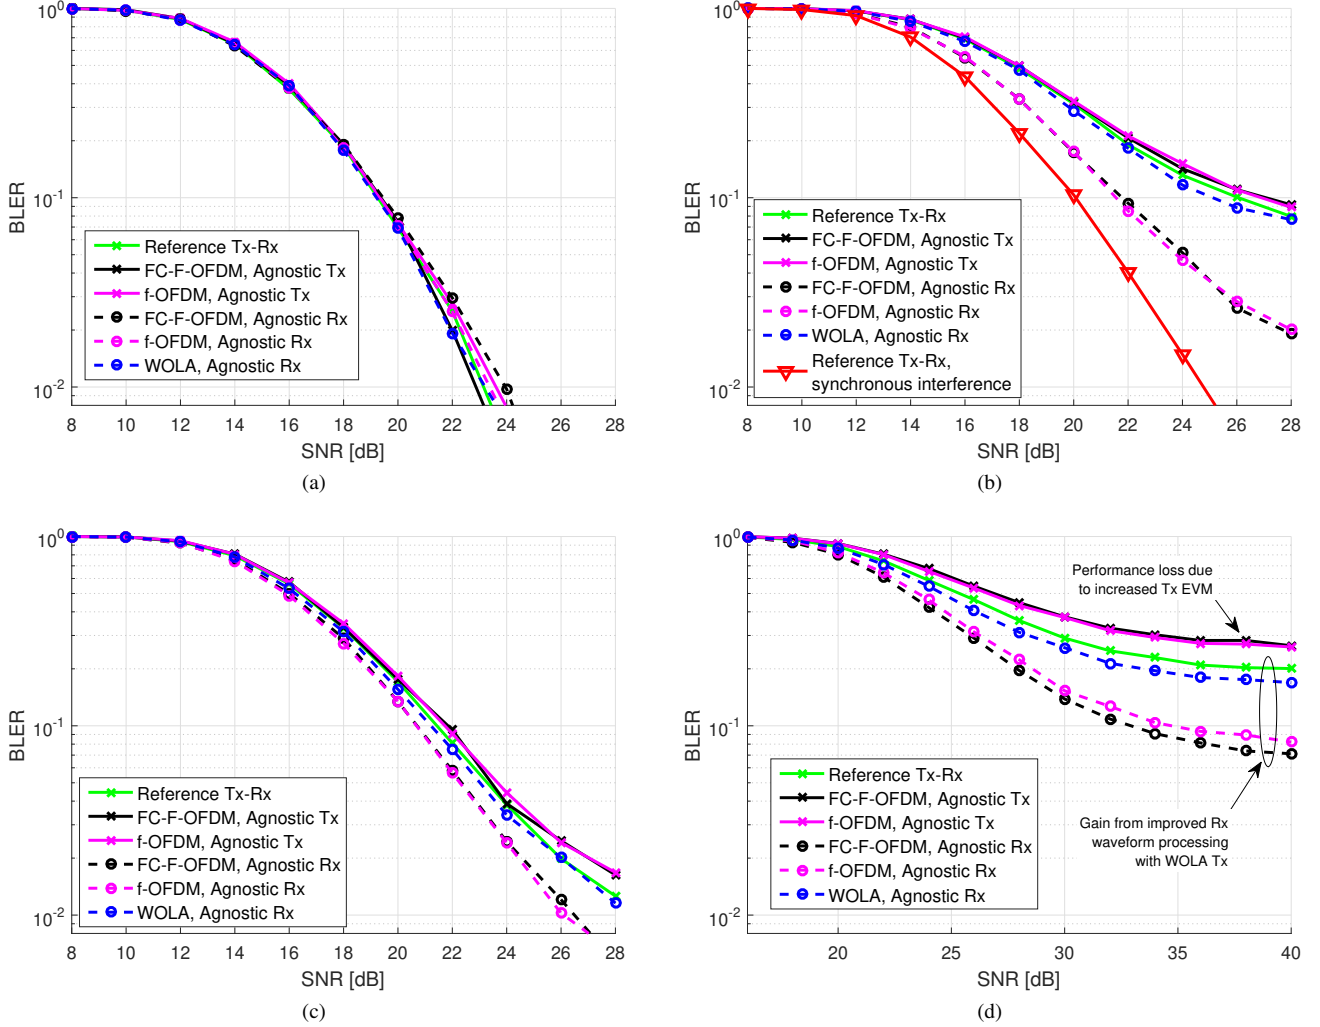 10^0
10^-1
10^-2
BLER
8 10 12 14 16 18 20 22 24 26 28
SNR [dB]
Reference Tx-Rx
FC-F-OFDM, Agnostic Tx
f-OFDM, Agnostic Tx
FC-F-OFDM, Agnostic Rx
f-OFDM, Agnostic Rx
WOLA, Agnostic Rx
(a)
10^0
10^-1
10^-2
BLER
8 10 12 14 16 18 20 22 24 26 28
SNR [dB]
Reference Tx-Rx
FC-F-OFDM, Agnostic Tx
f-OFDM, Agnostic Tx
FC-F-OFDM, Agnostic Rx
f-OFDM, Agnostic Rx
WOLA, Agnostic Rx
Reference Tx-Rx,
synchronous interference
(b)
10^0
10^-1
10^-2
BLER
8 10 12 14 16 18 20 22 24 26 28
SNR [dB]
Reference Tx-Rx
FC-F-OFDM, Agnostic Tx
f-OFDM, Agnostic Tx
FC-F-OFDM, Agnostic Rx
f-OFDM, Agnostic Rx
WOLA, Agnostic Rx
(c)
10^0
10^-1
10^-2
BLER
20 25 30 35 40
SNR [dB]
Performance loss due
to increased Tx EVM
Reference Tx-Rx
FC-F-OFDM, Agnostic Tx
f-OFDM, Agnostic Tx
FC-F-OFDM, Agnostic Rx
f-OFDM, Agnostic Rx
WOLA, Agnostic Rx
Gain from improved Rx
waveform processing
with WOLA Tx
(d)